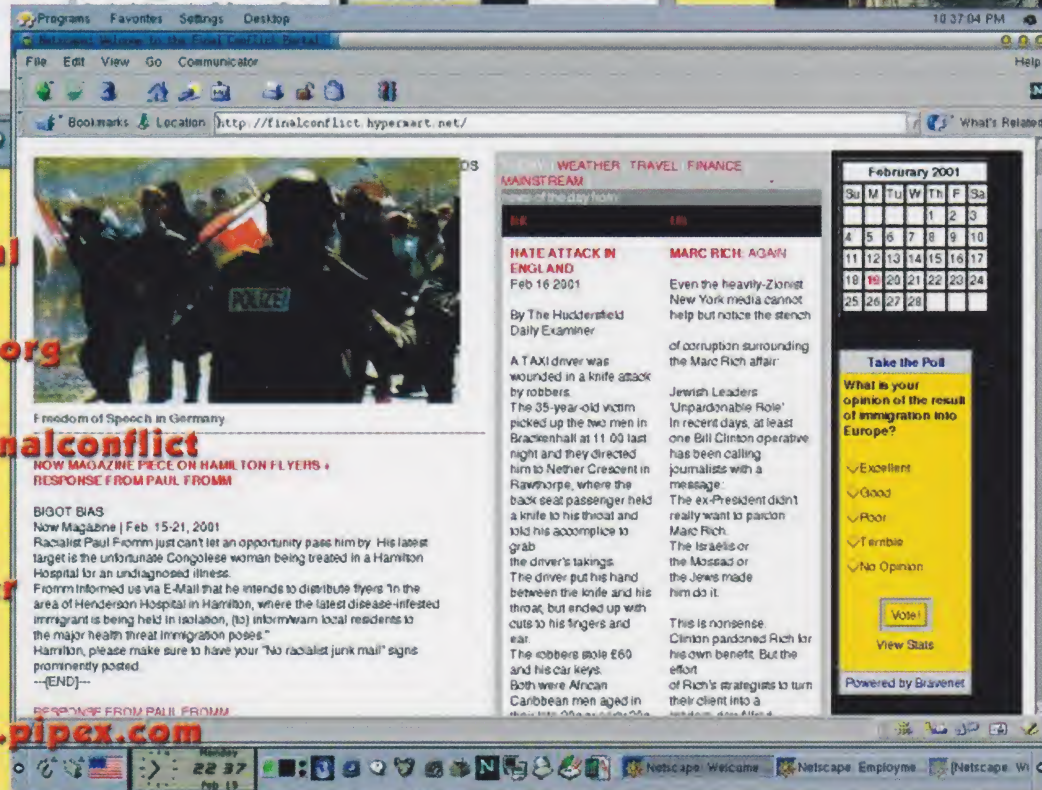 Programs Favorites Settings Desktop
10:37:04 PM
Netscape: Welcome to the Final Conflict Portal
File Edit View Go Communicator
Help
Bookmarks Location http://finalconflict.hypermart.net/
What's Related
Freedom of Speech in Germany
NOW MAGAZINE PIECE ON HAMILTON FLYERS +
RESPONSE FROM PAUL FROMM
BIGOT BIAS
Now Magazine | Feb. 15-21, 2001
Racialist Paul Fromm just can't let an opportunity pass him by. His latest
target is the unfortunate Congolese woman being treated in a Hamilton
Hospital for an undiagnosed illness.
Fromm informed us via E-Mail that he intends to distribute flyers "in the
area of Henderson Hospital in Hamilton, where the latest disease-infested
immigrant is being held in isolation, (to) inform/warn local residents to
the major health threat immigration poses."
Hamilton, please make sure to have your "No racialist junk mail" signs
prominently posted.
---{END}---
RESPONSE FROM PAUL FROMM
WEATHER TRAVEL FINANCE
MAINSTREAM
news of the day from:
HATE ATTACK IN
ENGLAND
Feb 16 2001
By The Huddersfield
Daily Examiner
A TAXI driver was
wounded in a knife attack
by robbers.
The 35-year-old victim
picked up the two men in
Brackenhall at 11.00 last
night and they directed
him to Nether Crescent in
Rawthorpe, where the
back seat passenger held
a knife to his throat and
told his accomplice to
grab
the driver's takings.
The driver put his hand
between the knife and his
throat, but ended up with
cuts to his fingers and
ear.
The robbers stole £60
and his car keys.
Both were African
Caribbean men aged in
MARC RICH: AGAIN
Even the heavily-Zionist
New York media cannot
help but notice the stench
of corruption surrounding
the Marc Rich affair:
Jewish Leaders
'Unpardonable Role'
In recent days, at least
one Bill Clinton operative
has been calling
journalists with a
message:
The ex-President didn't
really want to pardon
Marc Rich.
The Israelis or
the Mossad or
the Jews made
him do it.
This is nonsense.
Clinton pardoned Rich for
his own benefit. But the
effort
of Rich's strategists to turn
their client into a
Februrary 2001
Su M Tu W Th F Sa
1 2 3
4 5 6 7 8 9 10
11 12 13 14 15 16 17
18 19 20 21 22 23 24
25 26 27 28
Take the Poll
What is your
opinion of the result
of immigration into
Europe?
Excellent
Good
Poor
Terrible
No Opinion
Vote!
View Stats
Powered by Bravenet
POLIZEI
org
nalconflict
.pipex.com
Monday
22 37
Feb 19
Netscape: Welcome
Netscape: Employme
(Netscape: Wi